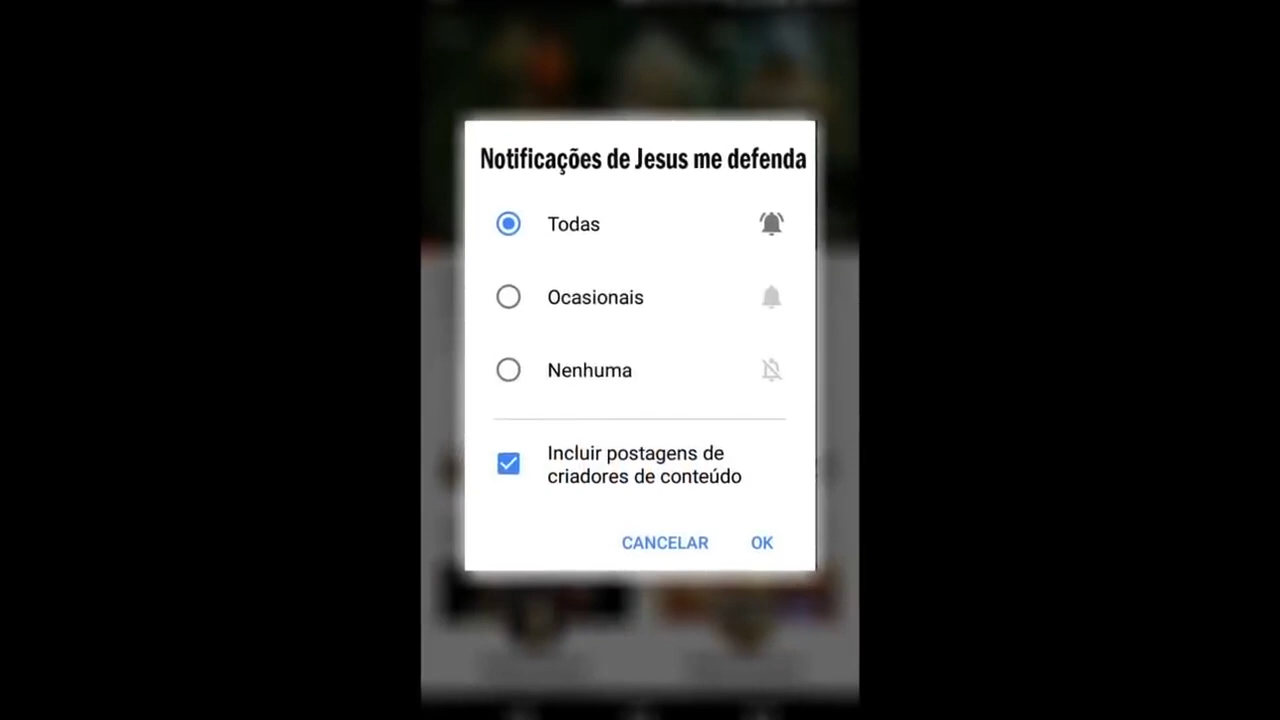 Notificações de Jesus me defenda
Todas
Ocasionais
Nenhuma
Incluir postagens de
criadores de conteúdo
CANCELAR OK